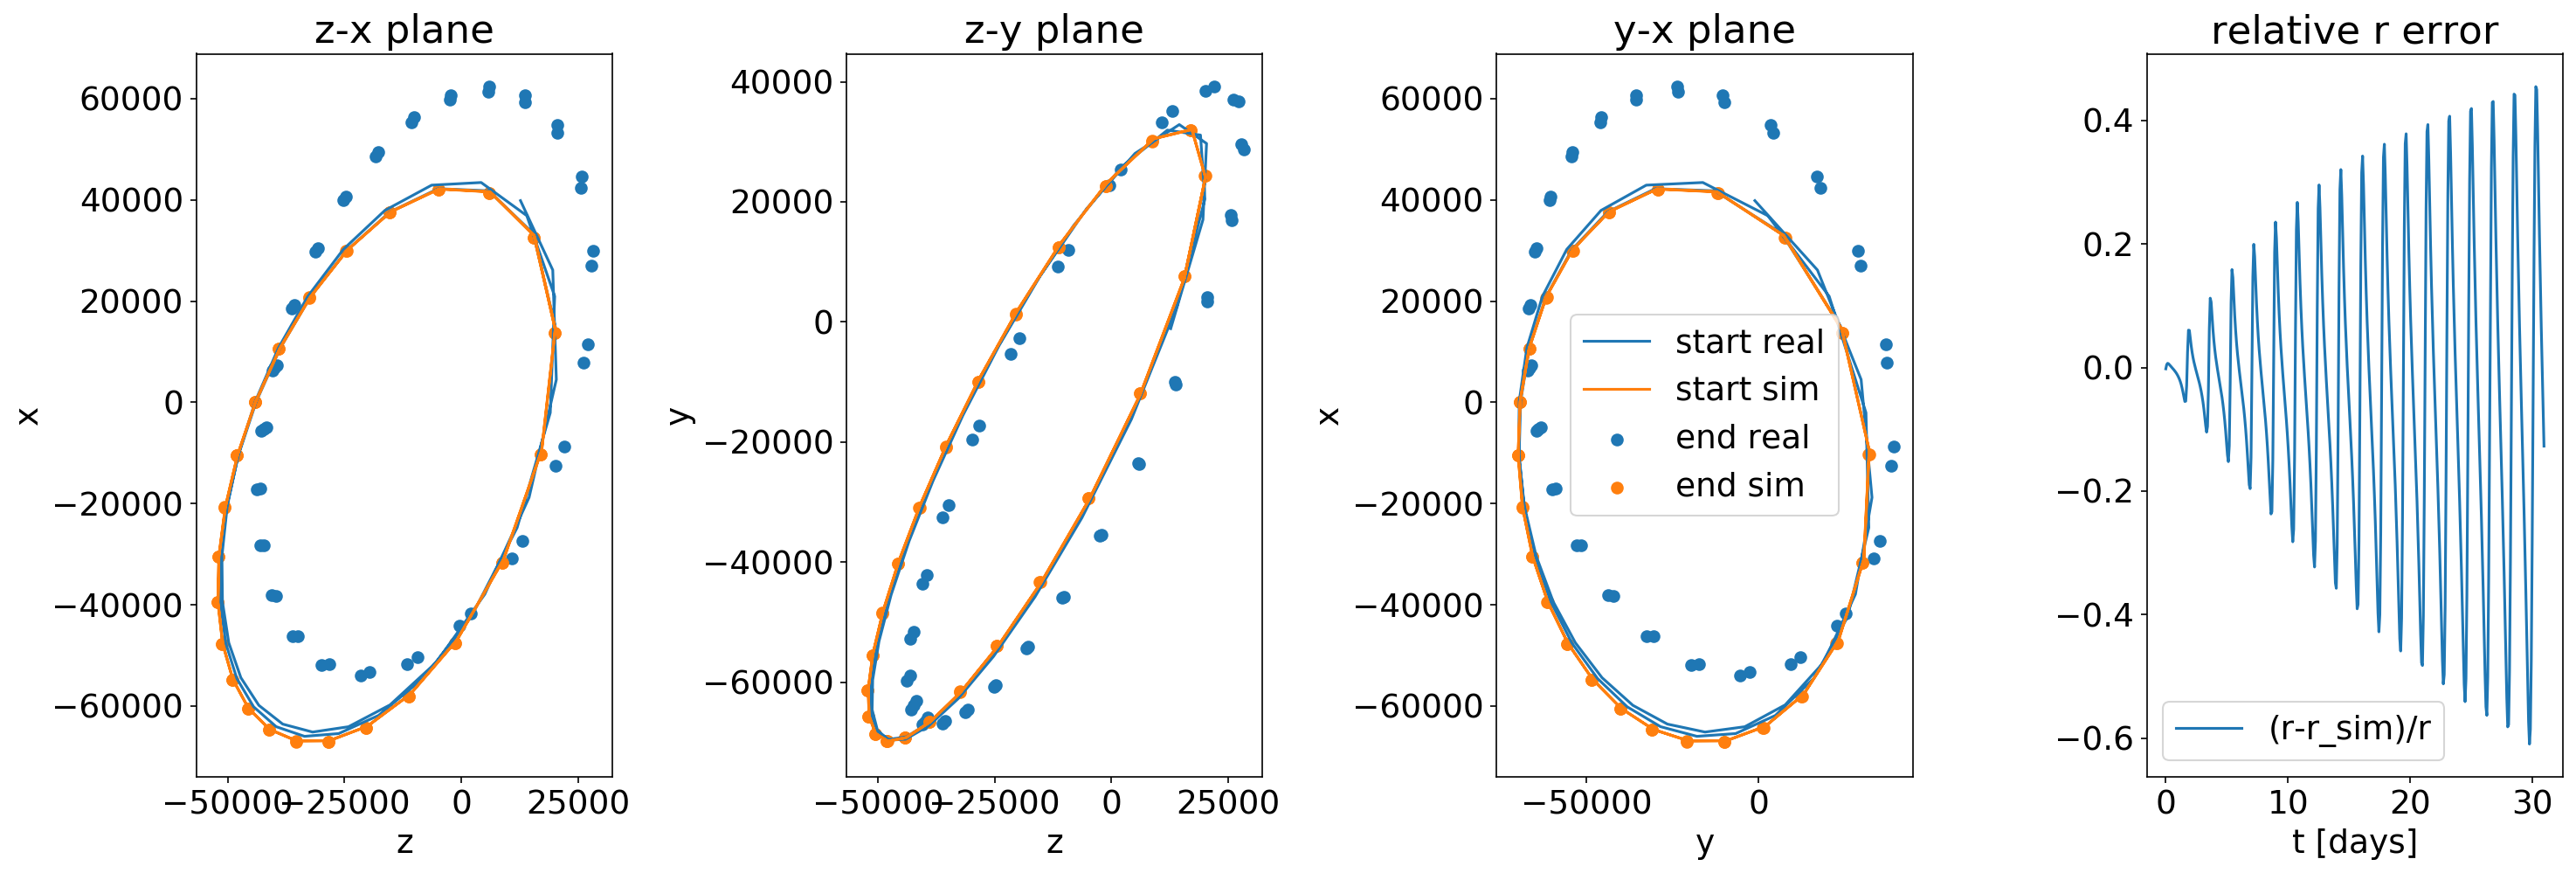 z-x plane
60000
40000
20000
0
−20000
−40000
−60000
x
−50000
−25000
0
25000
z
z-y plane
40000
20000
0
−20000
−40000
−60000
y
−50000
−25000
0
25000
z
y-x plane
60000
40000
20000
0
−20000
−40000
−60000
x
start real
start sim
end real
end sim
−50000
0
y
relative r error
0.4
0.2
0.0
−0.2
−0.4
−0.6
(r-r_sim)/r
0
10
20
30
t [days]